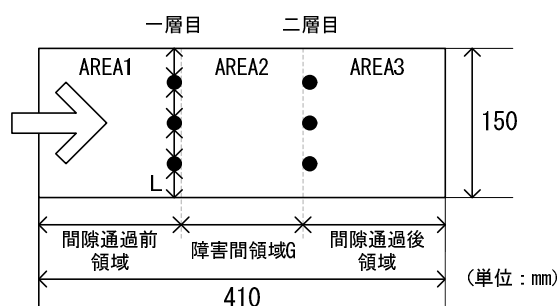 一層目 二層目
AREA1 AREA2 AREA3
150
L
間隙通過前
領域
障害間領域G
間隙通過後
領域
(単位:mm)
410